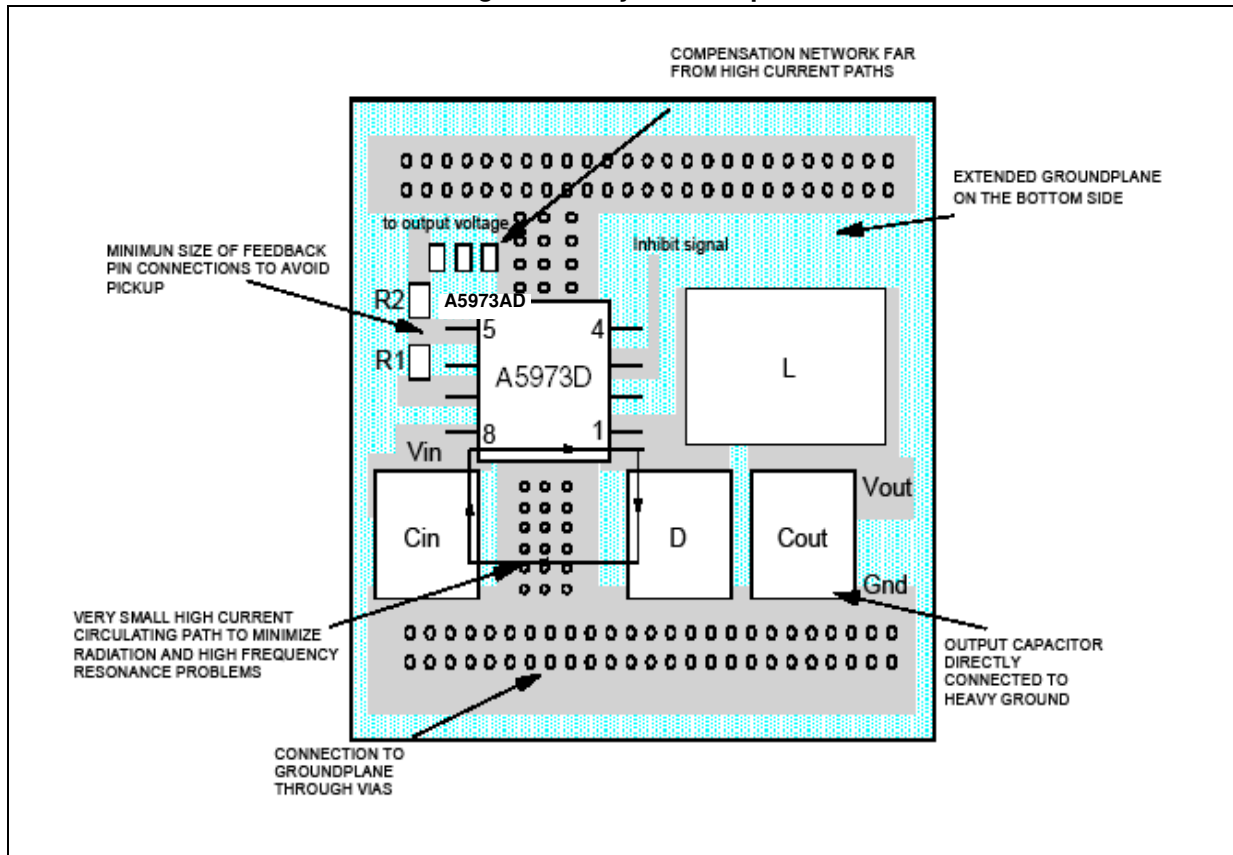 COMPENSATION NETWORK FAR
FROM HIGH CURRENT PATHS
EXTENDED GROUNDPLANE
ON THE BOTTOM SIDE
to output voltage
Inhibit signal
MINIMUN SIZE OF FEEDBACK
PIN CONNECTIONS TO AVOID
PICKUP
R2
A5973AD
5
4
R1
A5973D
L
8
1
Vin
Vout
Cin
D
Cout
Gnd
VERY SMALL HIGH CURRENT
CIRCULATING PATH TO MINIMIZE
RADIATION AND HIGH FREQUENCY
RESONANCE PROBLEMS
OUTPUT CAPACITOR
DIRECTLY
CONNECTED TO
HEAVY GROUND
CONNECTION TO
GROUNDPLANE
THROUGH VIAS